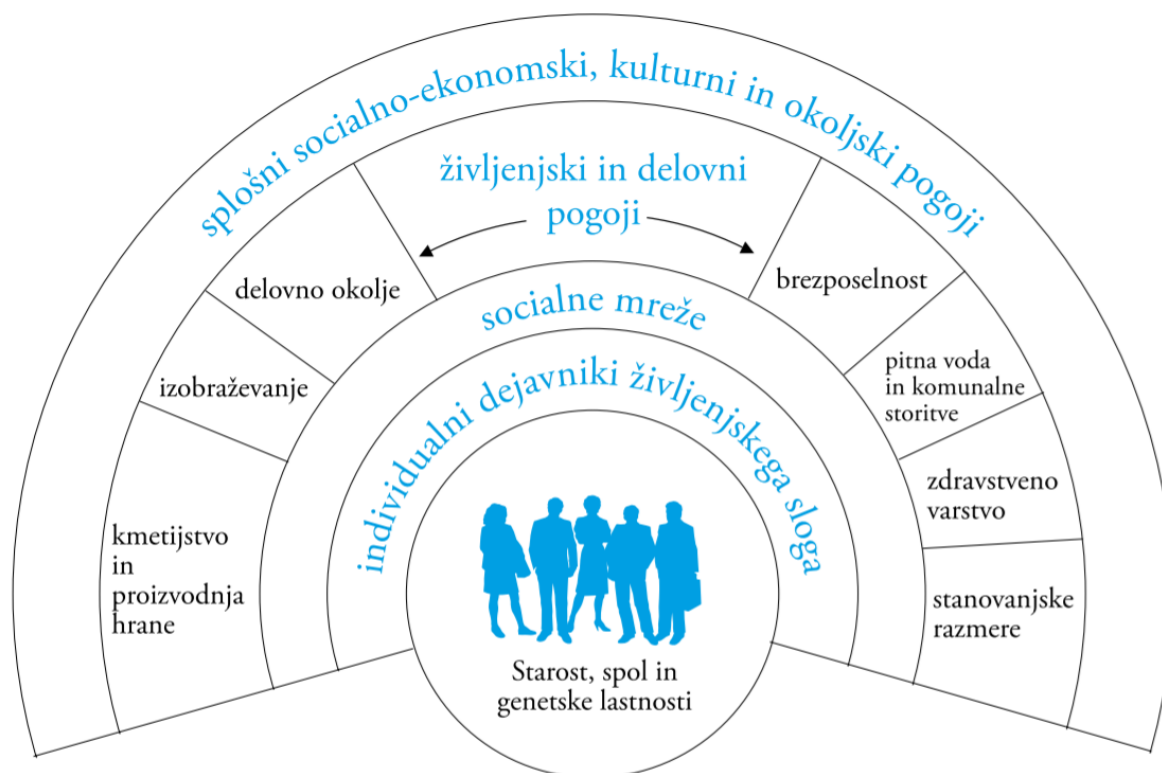 splošni socialno-ekonomski, kulturni in okoljski pogoji
življenjski in delovni
pogoji
delovno okolje
brezposelnost
socialne mreže
izobraževanje
pitna voda
in komunalne
storitve
individualni dejavniki življenjskega sloga
zdravstveno
varstvo
kmetijstvo
in
proizvodnja
hrane
stanovanjske
razmere
Starost, spol in
genetske lastnosti